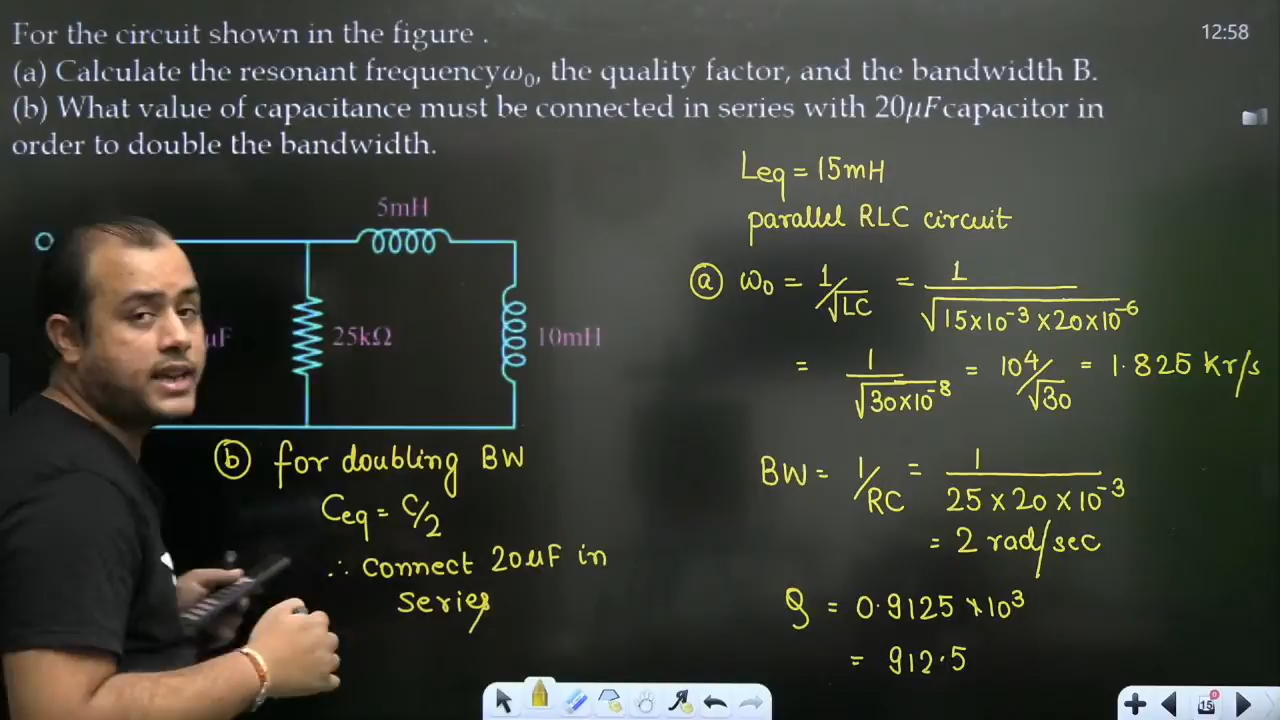 For the circuit shown in the figure .
12:58
(a) Calculate the resonant frequency ω₀, the quality factor, and the bandwidth B.
(b) What value of capacitance must be connected in series with 20μF capacitor in
order to double the bandwidth.
5mH
μF
25kΩ
10mH
ⓑ for doubling BW
Ceq = C/2
∴ Connect 20μF in
series
Leq = 15mH
parallel RLC circuit
ⓐ ω₀ = 1/√LC = 1/√15×10⁻³×20×10⁻⁶
= 1/√30×10⁻⁸ = 10⁴/√30 = 1.825 Kr/s
BW = 1/RC = 1/25×20×10⁻³
= 2 rad/sec
Q = 0.9125×10³
= 912.5
15